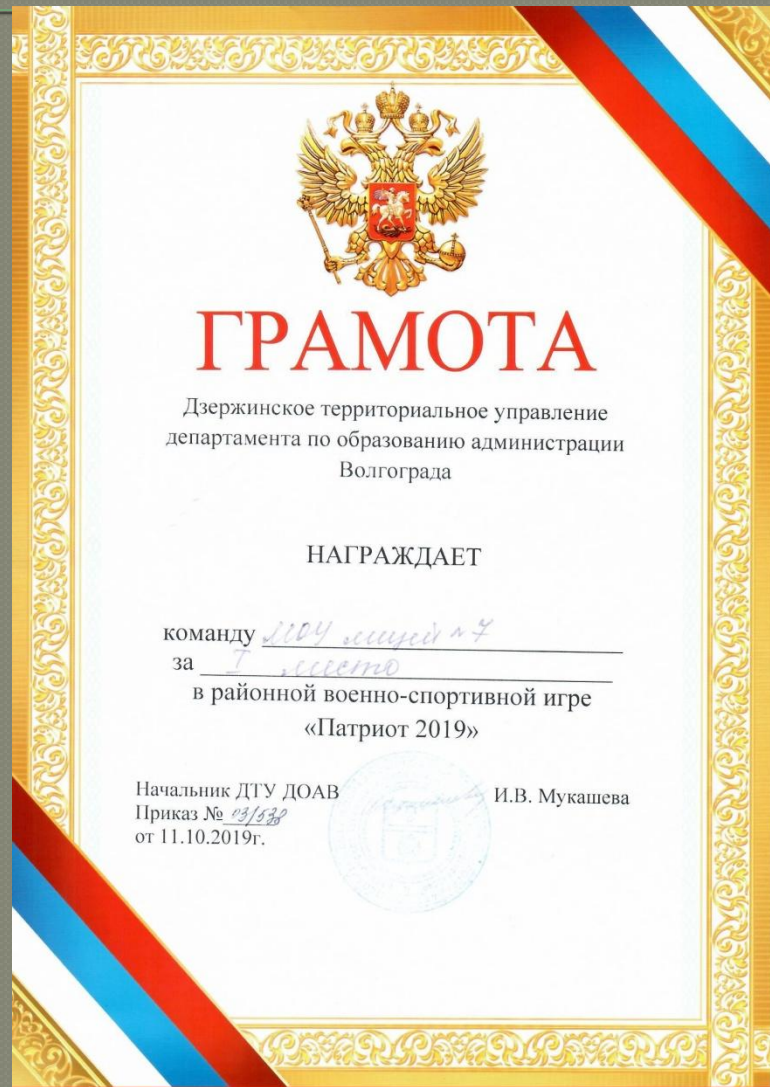 ГРАМОТА
Дзержинское территориальное управление
департамента по образованию администрации
Волгограда
НАГРАЖДАЕТ
команду МОУ лицей №7
за I место
в районной военно-спортивной игре
«Патриот 2019»
Начальник ДТУ ДОАВ И.В. Мукашева
Приказ № 03/538
от 11.10.2019г.